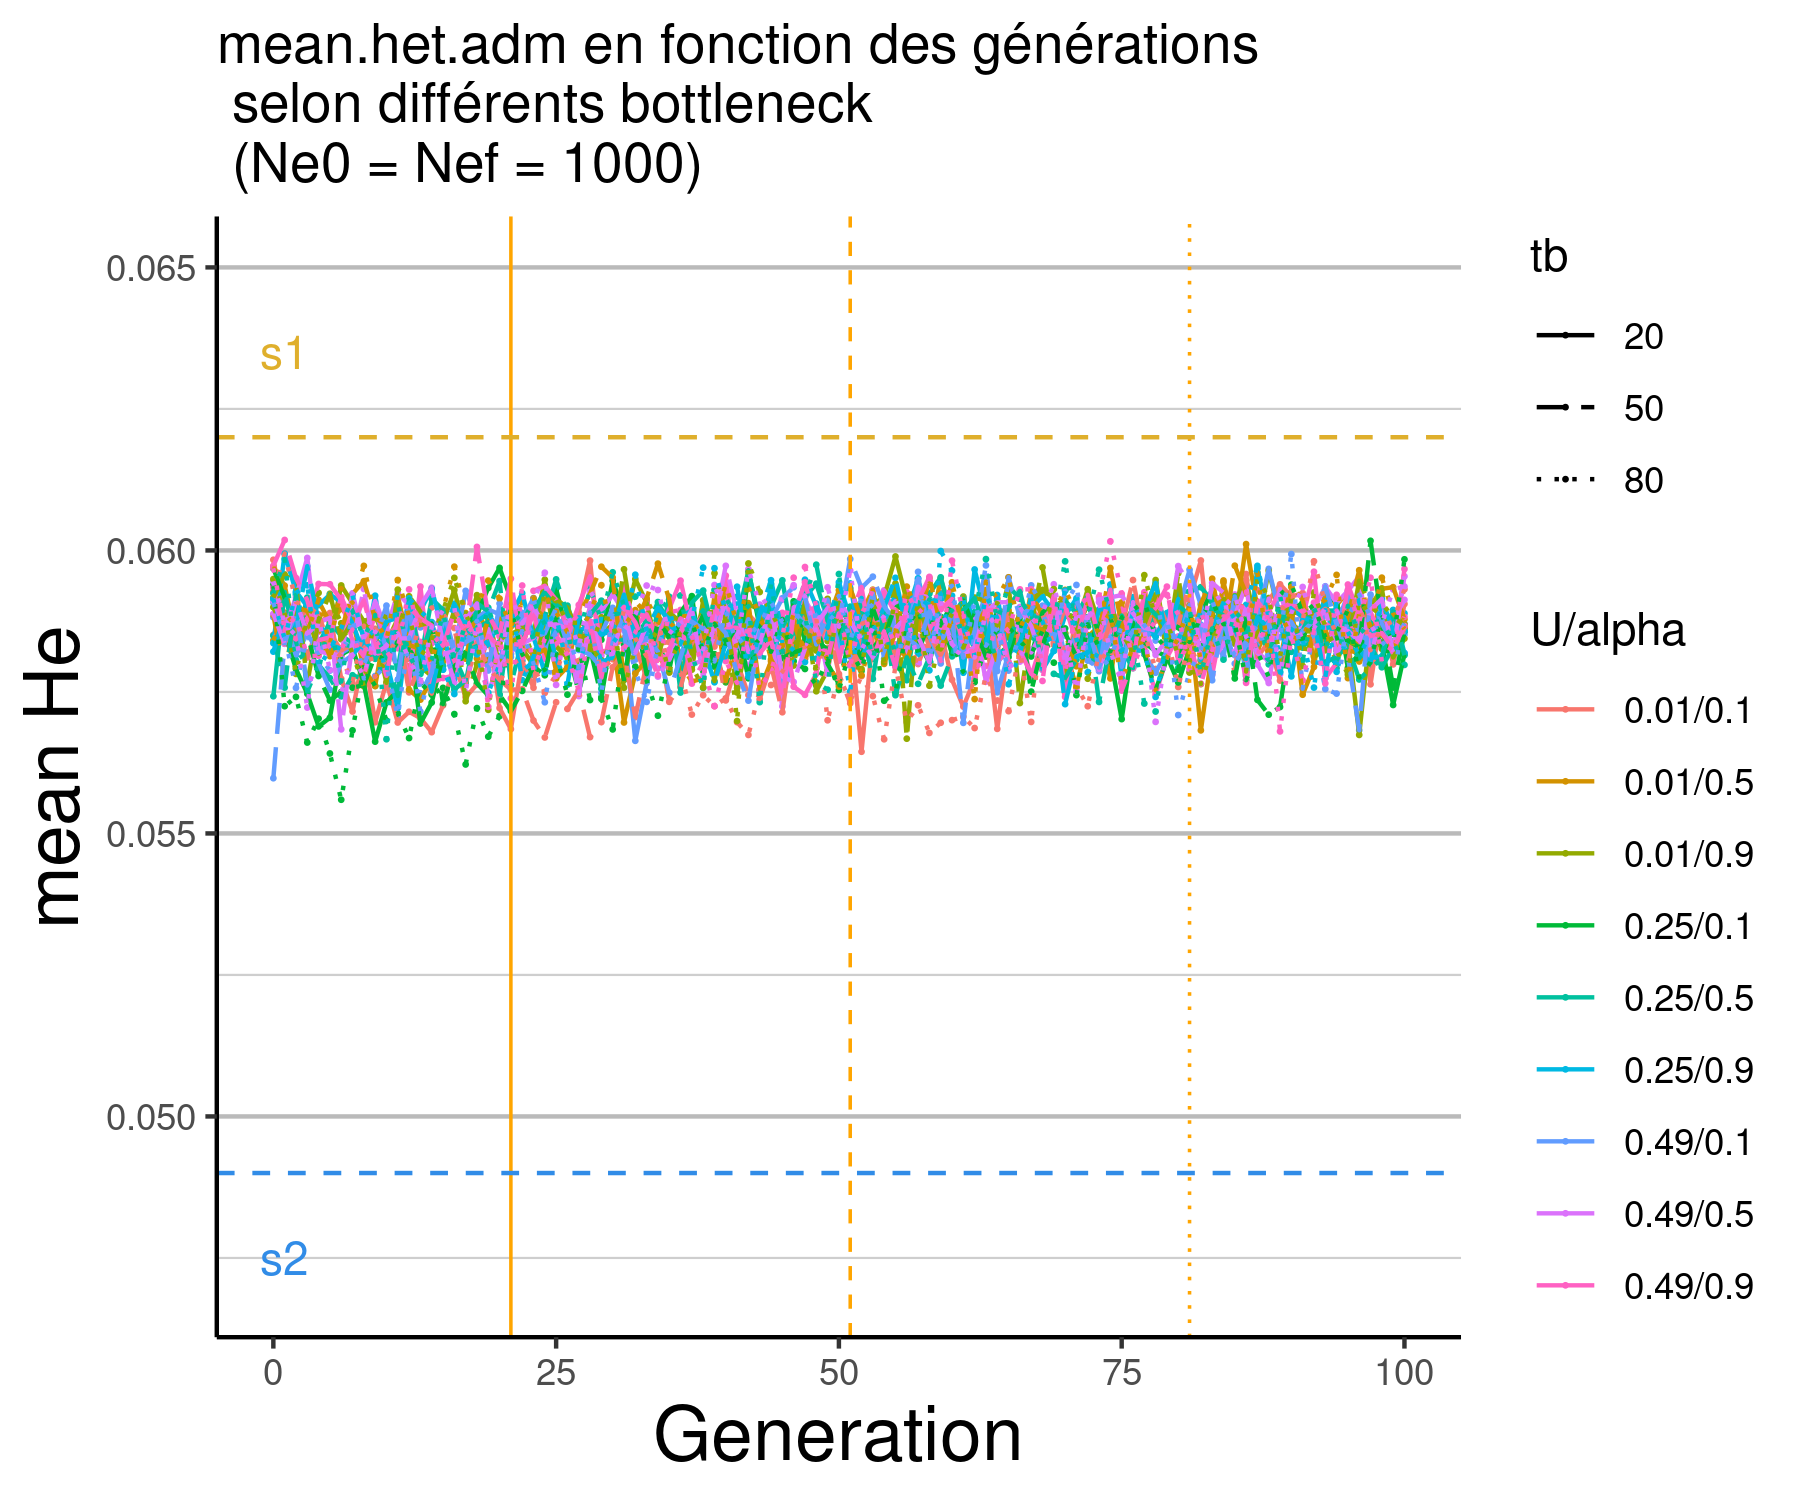 mean.het.adm en fonction des générations
selon différents bottleneck
(Ne0 = Nef = 1000)
mean He
0.065
0.060
0.055
0.050
s1
s2
0
25
50
75
100
Generation
tb
20
50
80
U/alpha
0.01/0.1
0.01/0.5
0.01/0.9
0.25/0.1
0.25/0.5
0.25/0.9
0.49/0.1
0.49/0.5
0.49/0.9